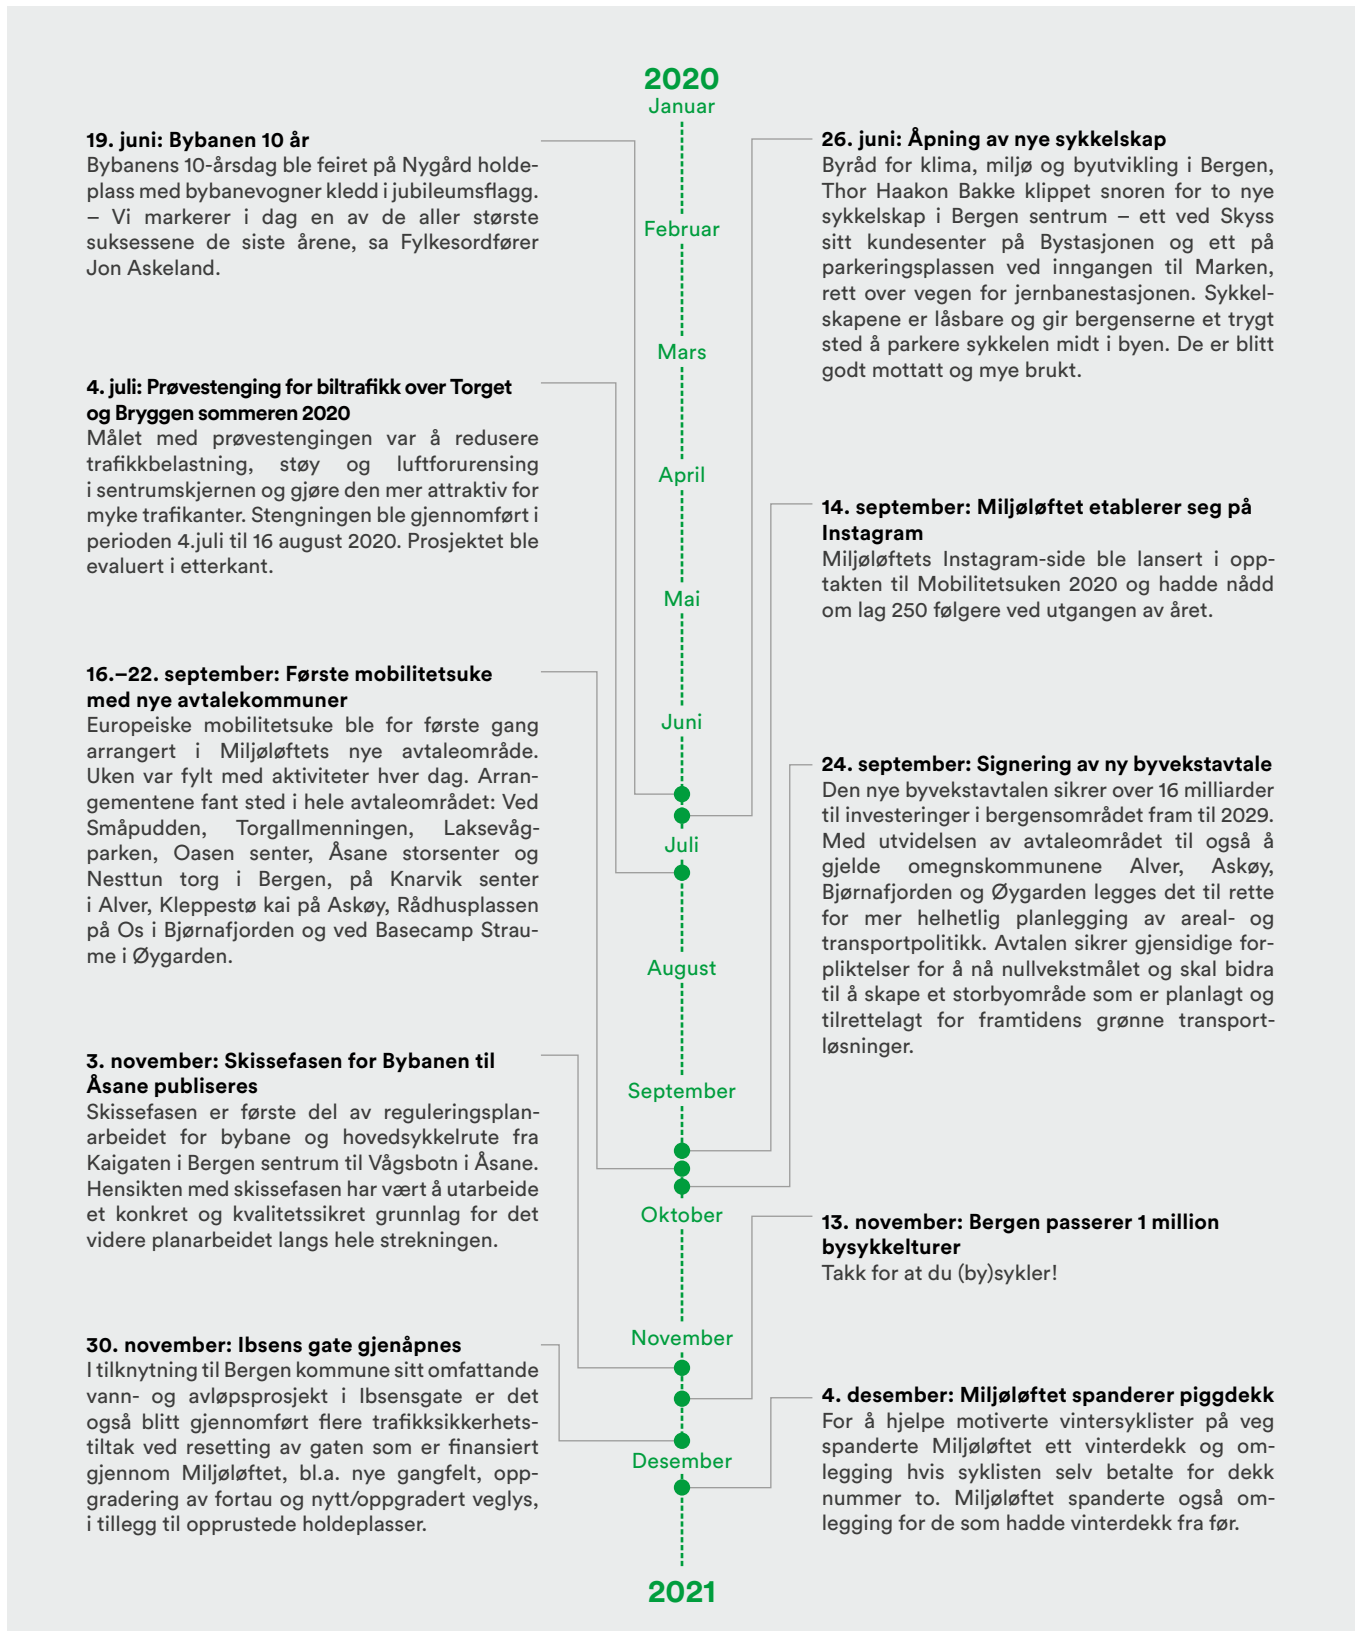 2020
Januar
Februar
Mars
April
Mai
Juni
Juli
August
September
Oktober
November
Desember
2021
19. juni: Bybanen 10 år
Bybanens 10-årsdag ble feiret på Nygård holde-
plass med bybanevogner kledd i jubileumsflagg.
– Vi markerer i dag en av de aller største
suksessene de siste årene, sa Fylkesordfører
Jon Askeland.
4. juli: Prøvestenging for biltrafikk over Torget
og Bryggen sommeren 2020
Målet med prøvestengingen var å redusere
trafikkbelastning, støy og luftforurensing
i sentrumskjernen og gjøre den mer attraktiv for
myke trafikanter. Stengningen ble gjennomført i
perioden 4.juli til 16 august 2020. Prosjektet ble
evaluert i etterkant.
16.–22. september: Første mobilitetsuke
med nye avtalekommuner
Europeiske mobilitetsuke ble for første gang
arrangert i Miljøløftets nye avtaleområde.
Uken var fylt med aktiviteter hver dag. Arran-
gementene fant sted i hele avtaleområdet: Ved
Småpudden, Torgallmenningen, Laksevåg-
parken, Oasen senter, Åsane storsenter og
Nesttun torg i Bergen, på Knarvik senter
i Alver, Kleppestø kai på Askøy, Rådhusplassen
på Os i Bjørnafjorden og ved Basecamp Strau-
me i Øygarden.
3. november: Skissefasen for Bybanen til
Åsane publiseres
Skissefasen er første del av reguleringsplan-
arbeidet for bybane og hovedsykkelrute fra
Kaigaten i Bergen sentrum til Vågsbotn i Åsane.
Hensikten med skissefasen har vært å utarbeide
et konkret og kvalitetssikret grunnlag for det
videre planarbeidet langs hele strekningen.
30. november: Ibsens gate gjenåpnes
I tilknytning til Bergen kommune sitt omfattande
vann- og avløpsprosjekt i Ibsensgate er det
også blitt gjennomført flere trafikksikkerhets-
tiltak ved resetting av gaten som er finansiert
gjennom Miljøløftet, bl.a. nye gangfelt, opp-
gradering av fortau og nytt/oppgradert veglys,
i tillegg til opprustede holdeplasser.
26. juni: Åpning av nye sykkelskap
Byråd for klima, miljø og byutvikling i Bergen,
Thor Haakon Bakke klippet snoren for to nye
sykkelskap i Bergen sentrum – ett ved Skyss
sitt kundesenter på Bystasjonen og ett på
parkeringsplassen ved inngangen til Marken,
rett over vegen for jernbanestasjonen. Sykkel-
skapene er låsbare og gir bergenserne et trygt
sted å parkere sykkelen midt i byen. De er blitt
godt mottatt og mye brukt.
14. september: Miljøløftet etablerer seg på
Instagram
Miljøløftets Instagram-side ble lansert i opp-
takten til Mobilitetsuken 2020 og hadde nådd
om lag 250 følgere ved utgangen av året.
24. september: Signering av ny byvekstavtale
Den nye byvekstavtalen sikrer over 16 milliarder
til investeringer i bergensområdet fram til 2029.
Med utvidelsen av avtaleområdet til også å
gjelde omegnskommunene Alver, Askøy,
Bjørnafjorden og Øygarden legges det til rette
for mer helhetlig planlegging av areal- og
transportpolitikk. Avtalen sikrer gjensidige for-
pliktelser for å nå nullvekstmålet og skal bidra
til å skape et storbyområde som er planlagt og
tilrettelagt for framtidens grønne transport-
løsninger.
13. november: Bergen passerer 1 million
bysykkelturer
Takk for at du (by)sykler!
4. desember: Miljøløftet spanderer piggdekk
For å hjelpe motiverte vintersyklister på veg
spanderte Miljøløftet ett vinterdekk og om-
legging hvis syklisten selv betalte for dekk
nummer to. Miljøløftet spanderte også om-
legging for de som hadde vinterdekk fra før.